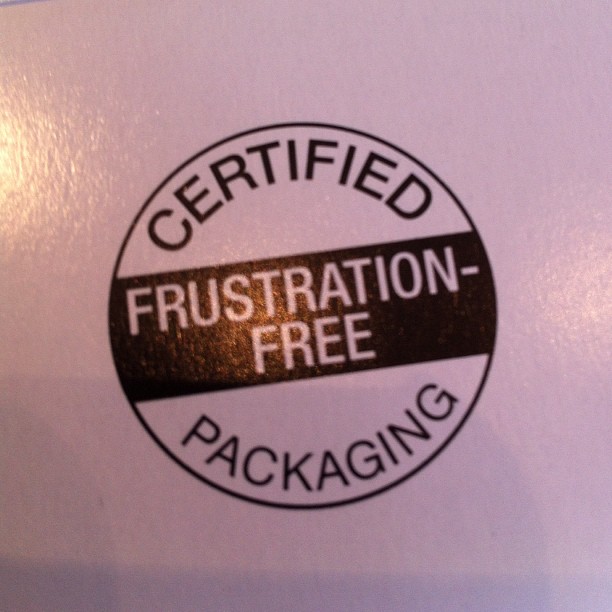 CERTIFIED
FRUSTRATION-
FREE
PACKAGING